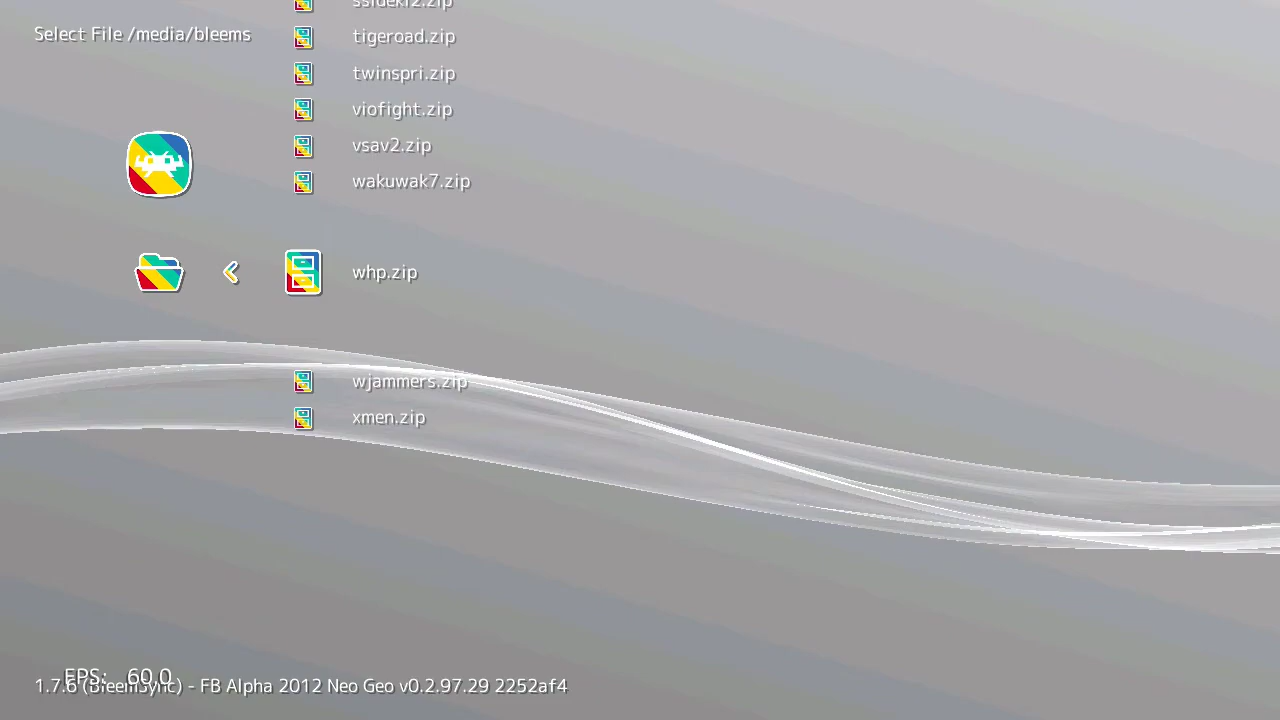 ssideki2.zip
Select File /media/bleems
tigeroad.zip
twinspri.zip
viofight.zip
vsav2.zip
wakuwak7.zip
whp.zip
wjammers.zip
xmen.zip
FPS: 60.0
1.7.6 (BleemSync) - FB Alpha 2012 Neo Geo v0.2.97.29 2252af4